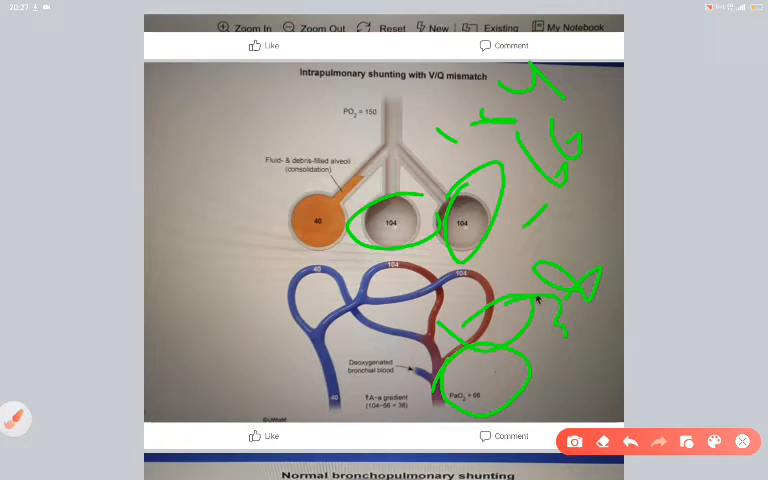 20:27
Zoom In Zoom Out Reset New Existing My Notebook
Like Comment
Intrapulmonary shunting with V/Q mismatch
PO2 = 150
Fluid- & debris-filled alveoli
(consolidation)
40 104 104
40 104 104
Deoxygenated
bronchial blood
40
↑A-a gradient
(104-66 = 38)
PaO2 = 66
©UWorld
Like Comment
Normal bronchopulmonary shunting